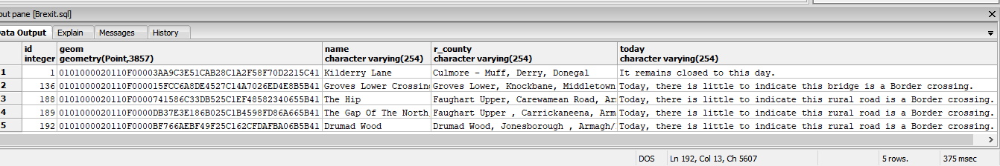 out pane [Brexit.sql]
Data Output Explain Messages History
id geom name r_county today
integer geometry(Point,3857) character varying(254) character varying(254) character varying(254)
1 1 0101000020110F00003AA9C3E51CAB28C1A2F58F70D2215C41 Kilderry Lane Culmore - Muff, Derry, Donegal It remains closed to this day.
2 136 0101000020110F000015FCC6A8DE4527C14A7026ED4E8B5B41 Groves Lower Crossin Groves Lower, Knockbane, Middletown Today, there is little to indicate this bridge is a Border crossing.
3 188 0101000020110F0000741586C33DB525C1EF48582340655B41 The Hip Faughart Upper, Carewamean Road, Ar Today, there is little to indicate this rural road is a Border crossing.
4 189 0101000020110F0000DB37E3E186B025C1B4598FD86A665B41 The Gap Of The North Faughart Upper , Carrickaneena, Arm Today, there is little to indicate this rural road is a Border crossing.
5 192 0101000020110F0000BF766AEBF49F25C162CFDAFBA06B5B41 Drumad Wood Drumad Wood, Jonesborough , Armagh/ Today, there is little to indicate this rural road is a Border crossing.
DOS Ln 192, Col 13, Ch 5607 5 rows. 375 msec